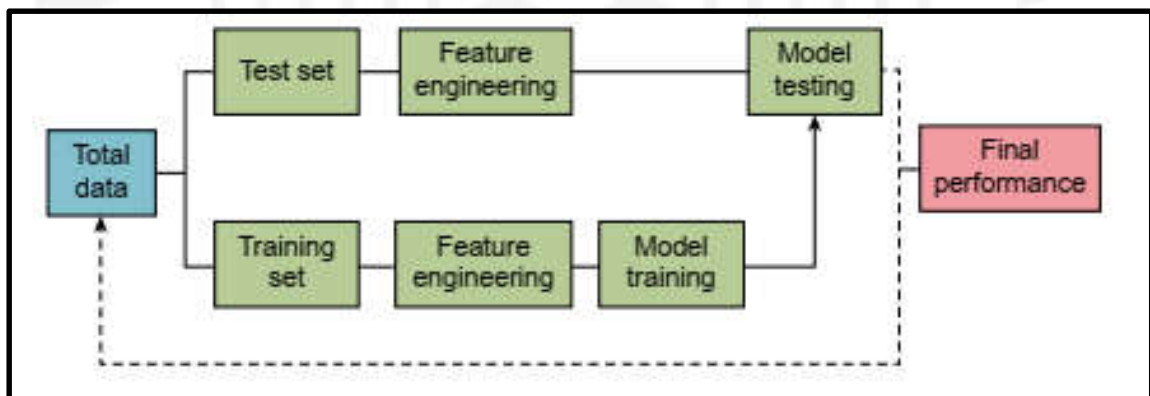 Test set
Feature
engineering
Model
testing
Total
data
Final
performance
Training
set
Feature
engineering
Model
training